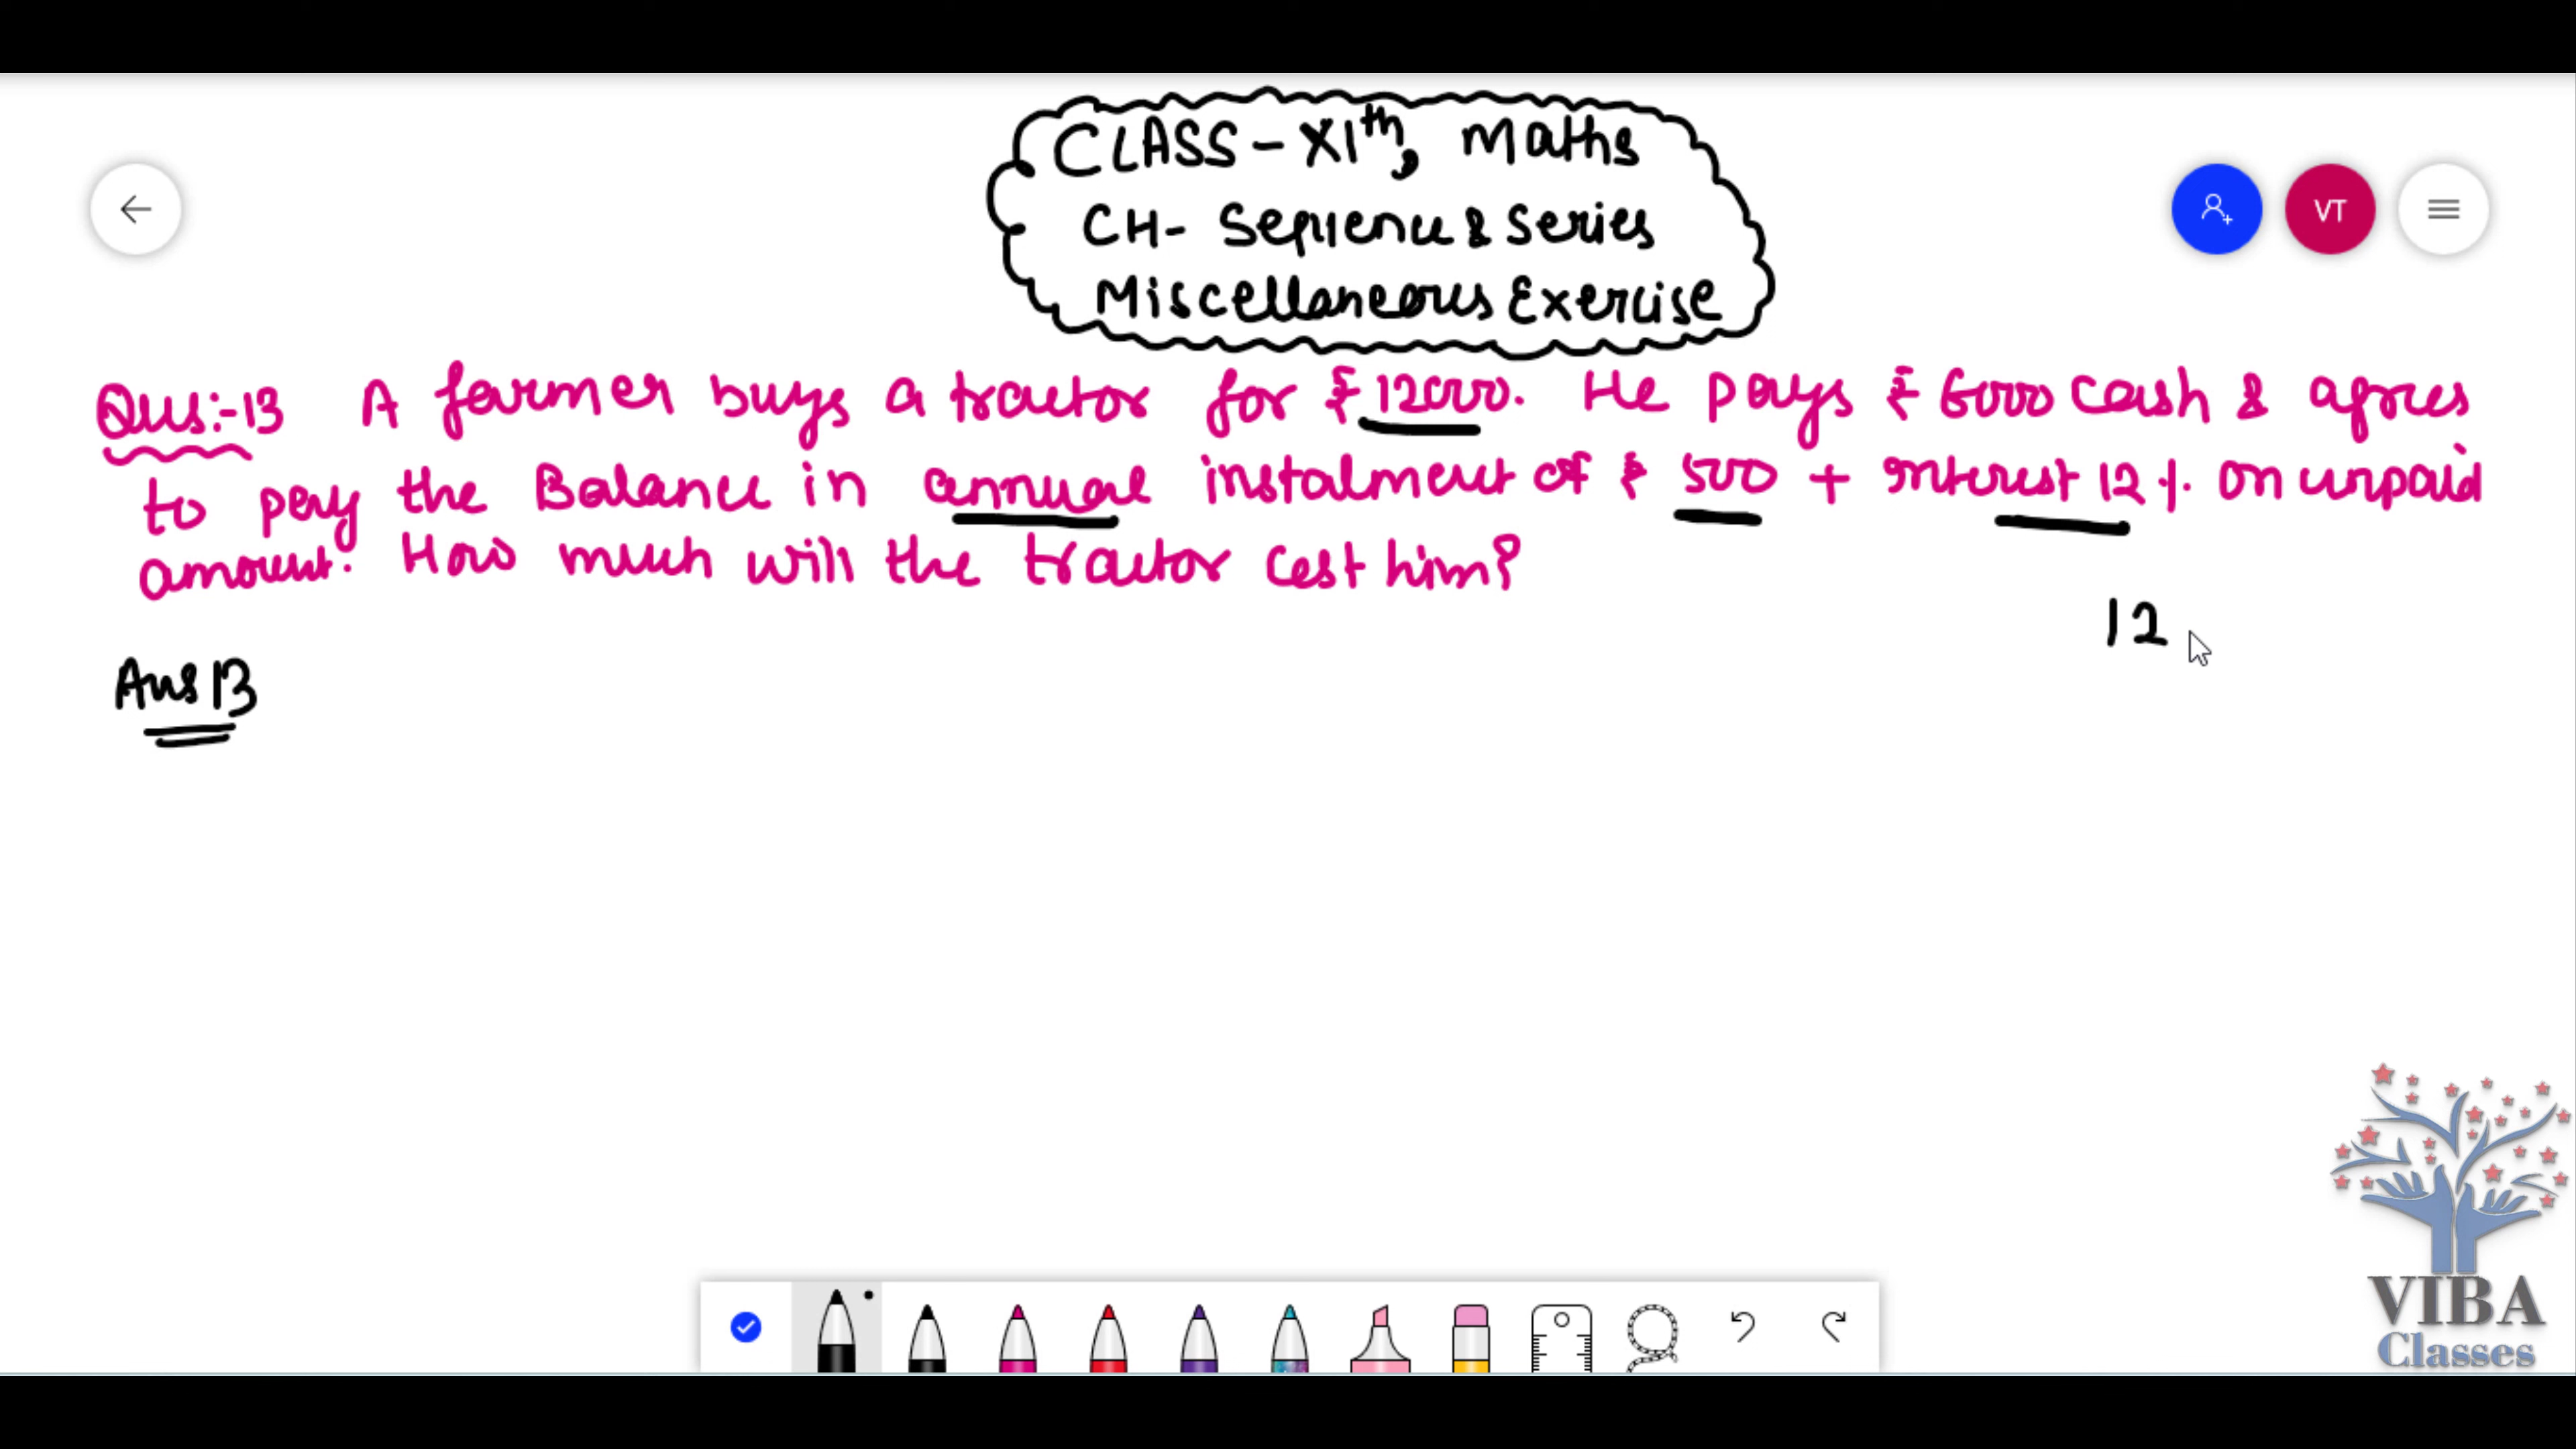 CLASS - XIth, Maths
CH- Sequence & Series
Miscellaneous Exercise
VT
Qus:-13 A farmer buys a tractor for ₹ 12000. He pays ₹ 6000 cash & agrees
to pay the Balance in annual instalment of ₹ 500 + interest 12 %. on unpaid
amount. How much will the tractor cost him?
12
Ans 13
VIBA
Classes